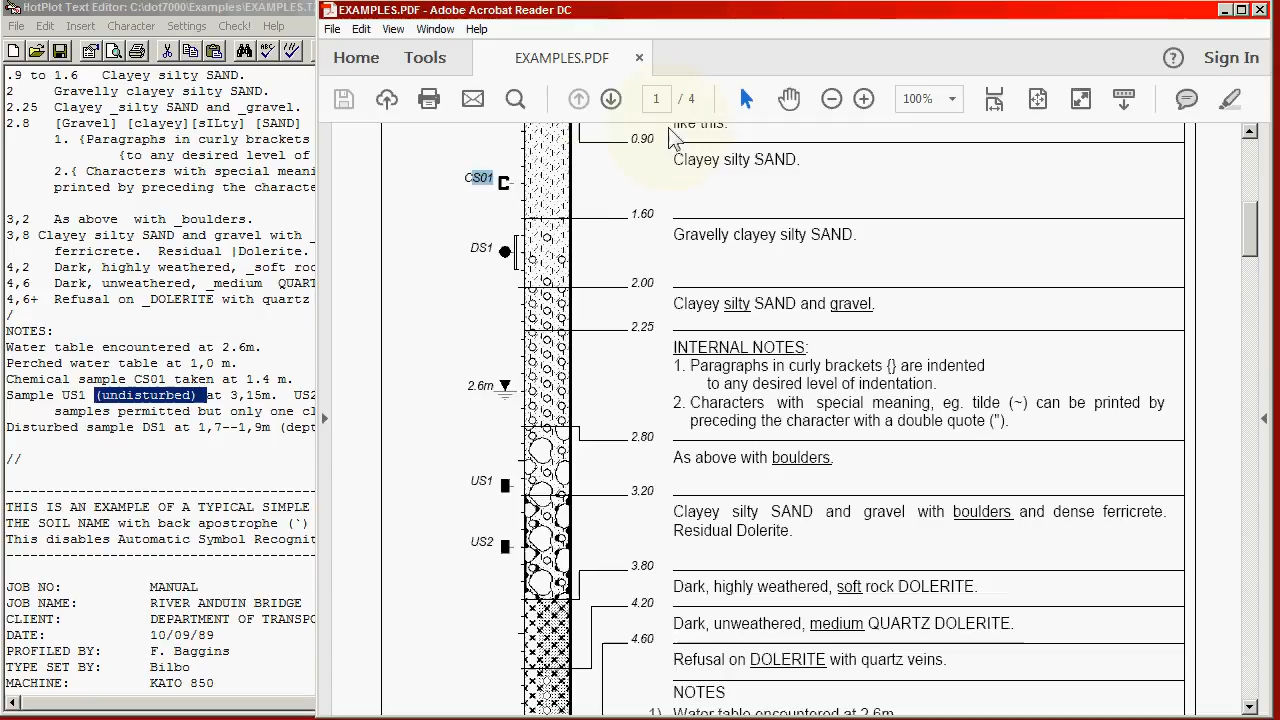 HotPlot Text Editor: C:\dot7000\Examples\EXAMPLES.T
File Edit Insert Character Settings Check! Help
.9 to 1.6 Clayey silty SAND.
2 Gravelly clayey silty SAND.
2.25 Clayey _silty SAND and _gravel.
2.8 [Gravel] [clayey][sILty] [SAND]
1. {Paragraphs in curly brackets
{to any desired level of
2.{ Characters with special meani
printed by preceding the characte
3,2 As above with _boulders.
3,8 Clayey silty SAND and gravel with _
ferricrete. Residual |Dolerite.
4,2 Dark, highly weathered, _soft roc
4,6 Dark, unweathered, _medium QUART
4,6+ Refusal on _DOLERITE with quartz
/
NOTES:
Water table encountered at 2.6m.
Perched water table at 1,0 m.
Chemical sample CS01 taken at 1.4 m.
Sample US1 (undisturbed) at 3,15m. US2
samples permitted but only one cl
Disturbed sample DS1 at 1,7--1,9m (dept
//
THIS IS AN EXAMPLE OF A TYPICAL SIMPLE
THE SOIL NAME with back apostrophe (`)
This disables Automatic Symbol Recognit
JOB NO: MANUAL
JOB NAME: RIVER ANDUIN BRIDGE
CLIENT: DEPARTMENT OF TRANSPO
DATE: 10/09/89
PROFILED BY: F. Baggins
TYPE SET BY: Bilbo
MACHINE: KATO 850
EXAMPLES.PDF - Adobe Acrobat Reader DC
File Edit View Window Help
Home Tools EXAMPLES.PDF × Sign In
1 / 4 100%
like this.
0.90
Clayey silty SAND.
CS01
1.60
Gravelly clayey silty SAND.
DS1
2.00
Clayey silty SAND and gravel.
2.25
INTERNAL NOTES:
1. Paragraphs in curly brackets {} are indented
to any desired level of indentation.
2.6m
2. Characters with special meaning, eg. tilde (~) can be printed by
preceding the character with a double quote (").
2.80
As above with boulders.
US1
3.20
Clayey silty SAND and gravel with boulders and dense ferricrete.
Residual Dolerite.
US2
3.80
Dark, highly weathered, soft rock DOLERITE.
4.20
Dark, unweathered, medium QUARTZ DOLERITE.
4.60
Refusal on DOLERITE with quartz veins.
NOTES
1) Water table encountered at 2.6m